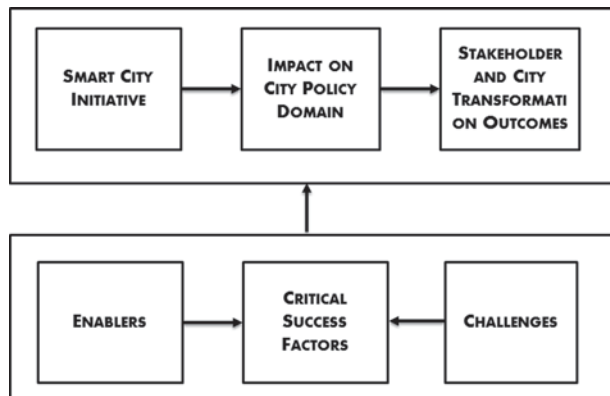 SMART CITY
INITIATIVE
IMPACT ON
CITY POLICY
DOMAIN
STAKEHOLDER
AND CITY
TRANSFORMATI
ON OUTCOMES
ENABLERS
CRITICAL
SUCCESS
FACTORS
CHALLENGES